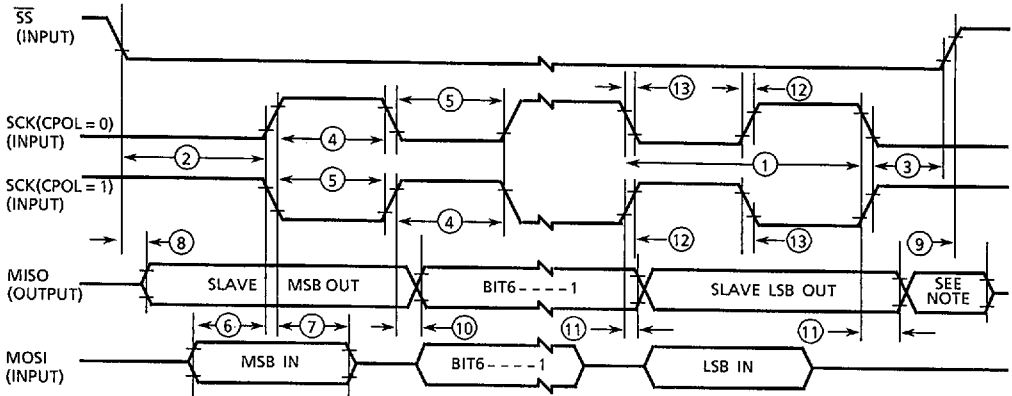 SS
(INPUT)
SCK(CPOL = 0)
(INPUT)
SCK(CPOL = 1)
(INPUT)
MISO
(OUTPUT)
MOSI
(INPUT)
5
13
12
4
2
1
3
5
4
12
13
8
9
SLAVE MSB OUT
BIT6-----1
SLAVE LSB OUT
SEE
NOTE
6
7
10
11
11
MSB IN
BIT6----1
LSB IN